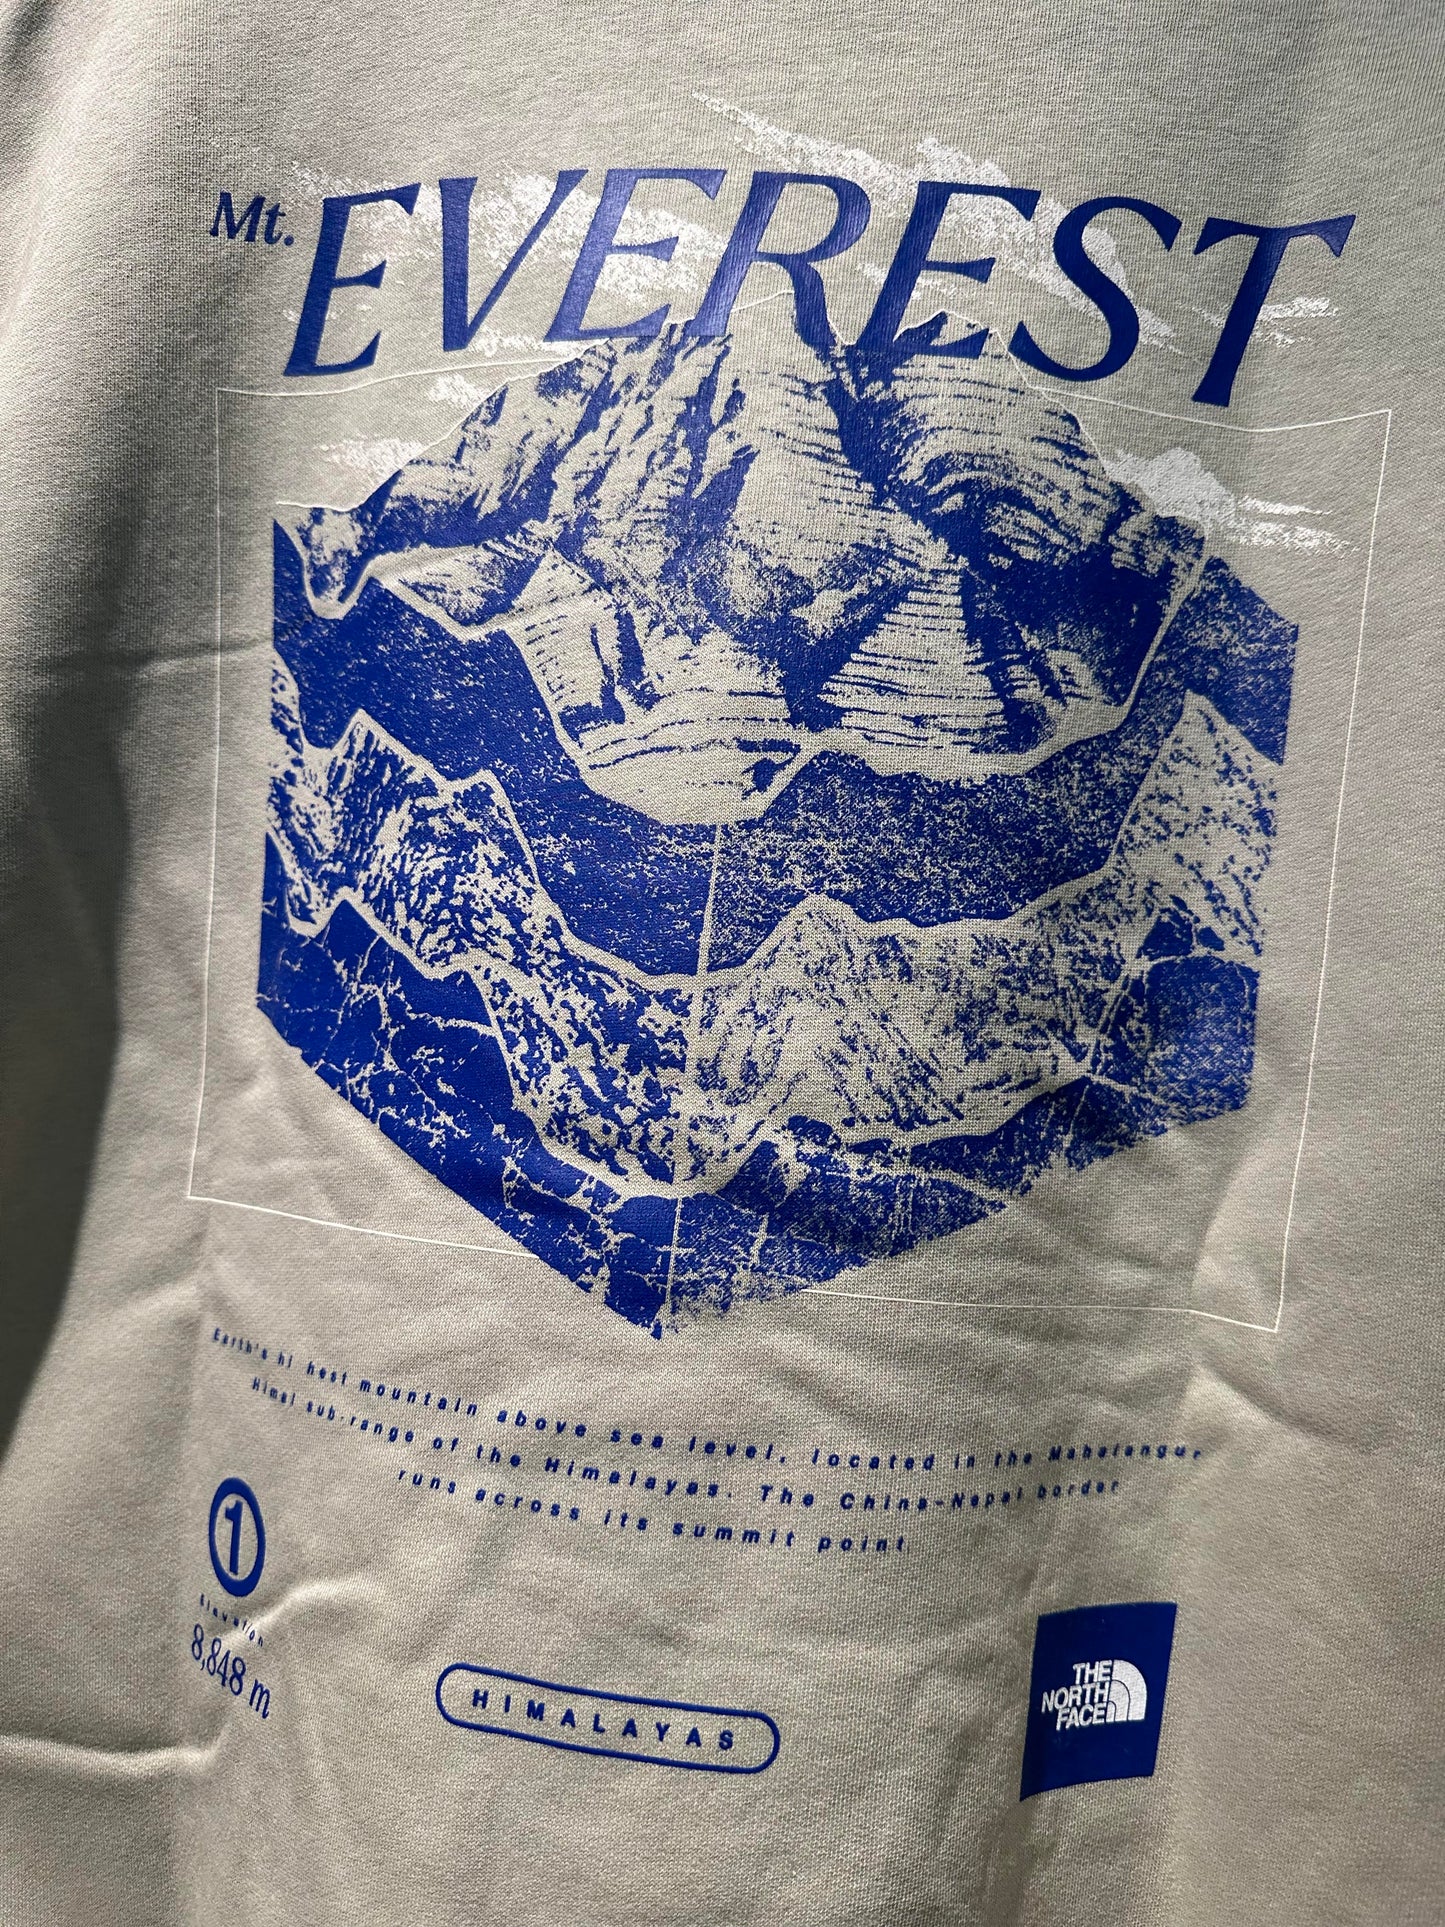 Mt. EVEREST
Earth's hi hest mountain above sea level, located in the Mahalangur
Himal sub-range of the Himalayas. The China-Nepal border
runs across its summit point
1
Elevation
8,848 m
HIMALAYAS
THE
NORTH
FACE